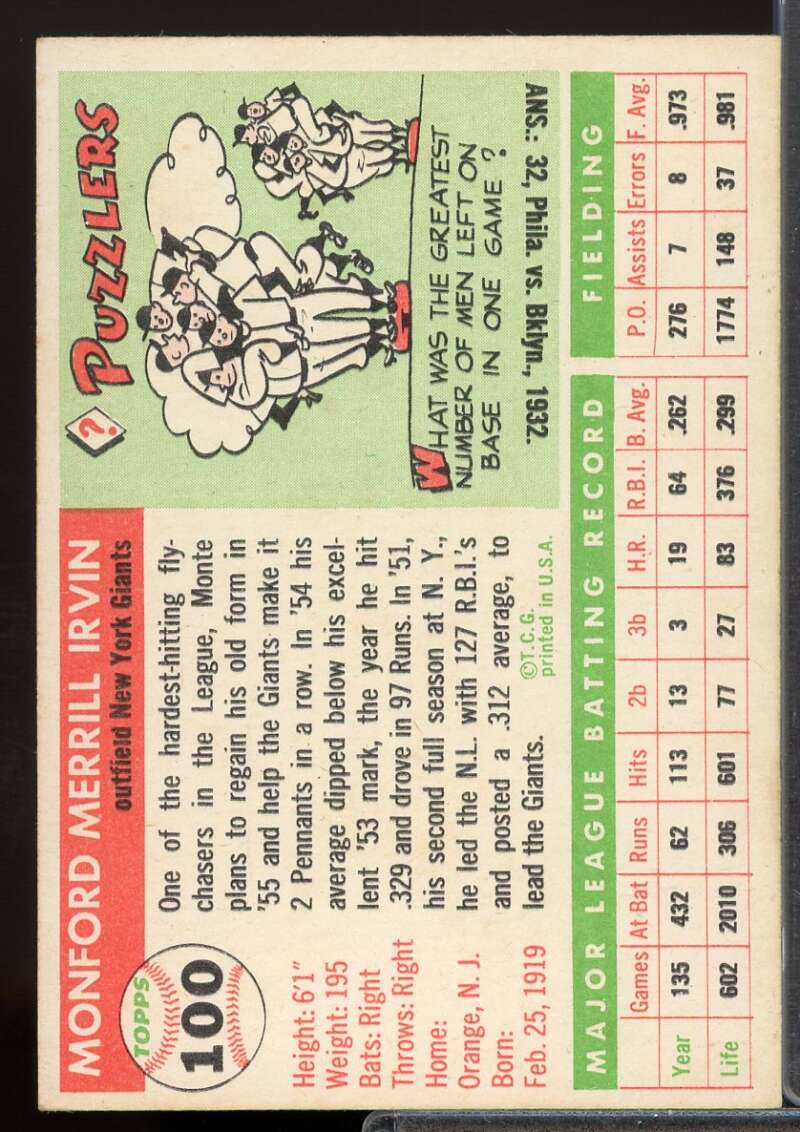 MONFORD MERRILL IRVIN
outfield New York Giants
TOPPS
100
Height: 6'1"
Weight: 195
Bats: Right
Throws: Right
Home:
Orange, N. J.
Born:
Feb. 25, 1919
One of the hardest-hitting fly-
chasers in the League, Monte
plans to regain his old form in
'55 and help the Giants make it
2 Pennants in a row. In '54 his
average dipped below his excel-
lent '53 mark, the year he hit
.329 and drove in 97 Runs. In '51,
his second full season at N. Y.,
he led the N.L. with 127 R.B.I.'s
and posted a .312 average, to
lead the Giants.
©T.C.G.
printed in U.S.A.
?
PUZZLERS
WHAT WAS THE GREATEST
NUMBER OF MEN LEFT ON
BASE IN ONE GAME?
ANS.: 32, Phila. vs. Bklyn., 1932.
MAJOR LEAGUE BATTING RECORD FIELDING
Games At Bat Runs Hits 2b 3b H.R. R.B.I. B. Avg. P.O. Assists Errors F. Avg.
Year 135 432 62 113 13 3 19 64 .262 276 7 8 .973
Life 602 2010 306 601 77 27 83 376 .299 1774 148 37 .981